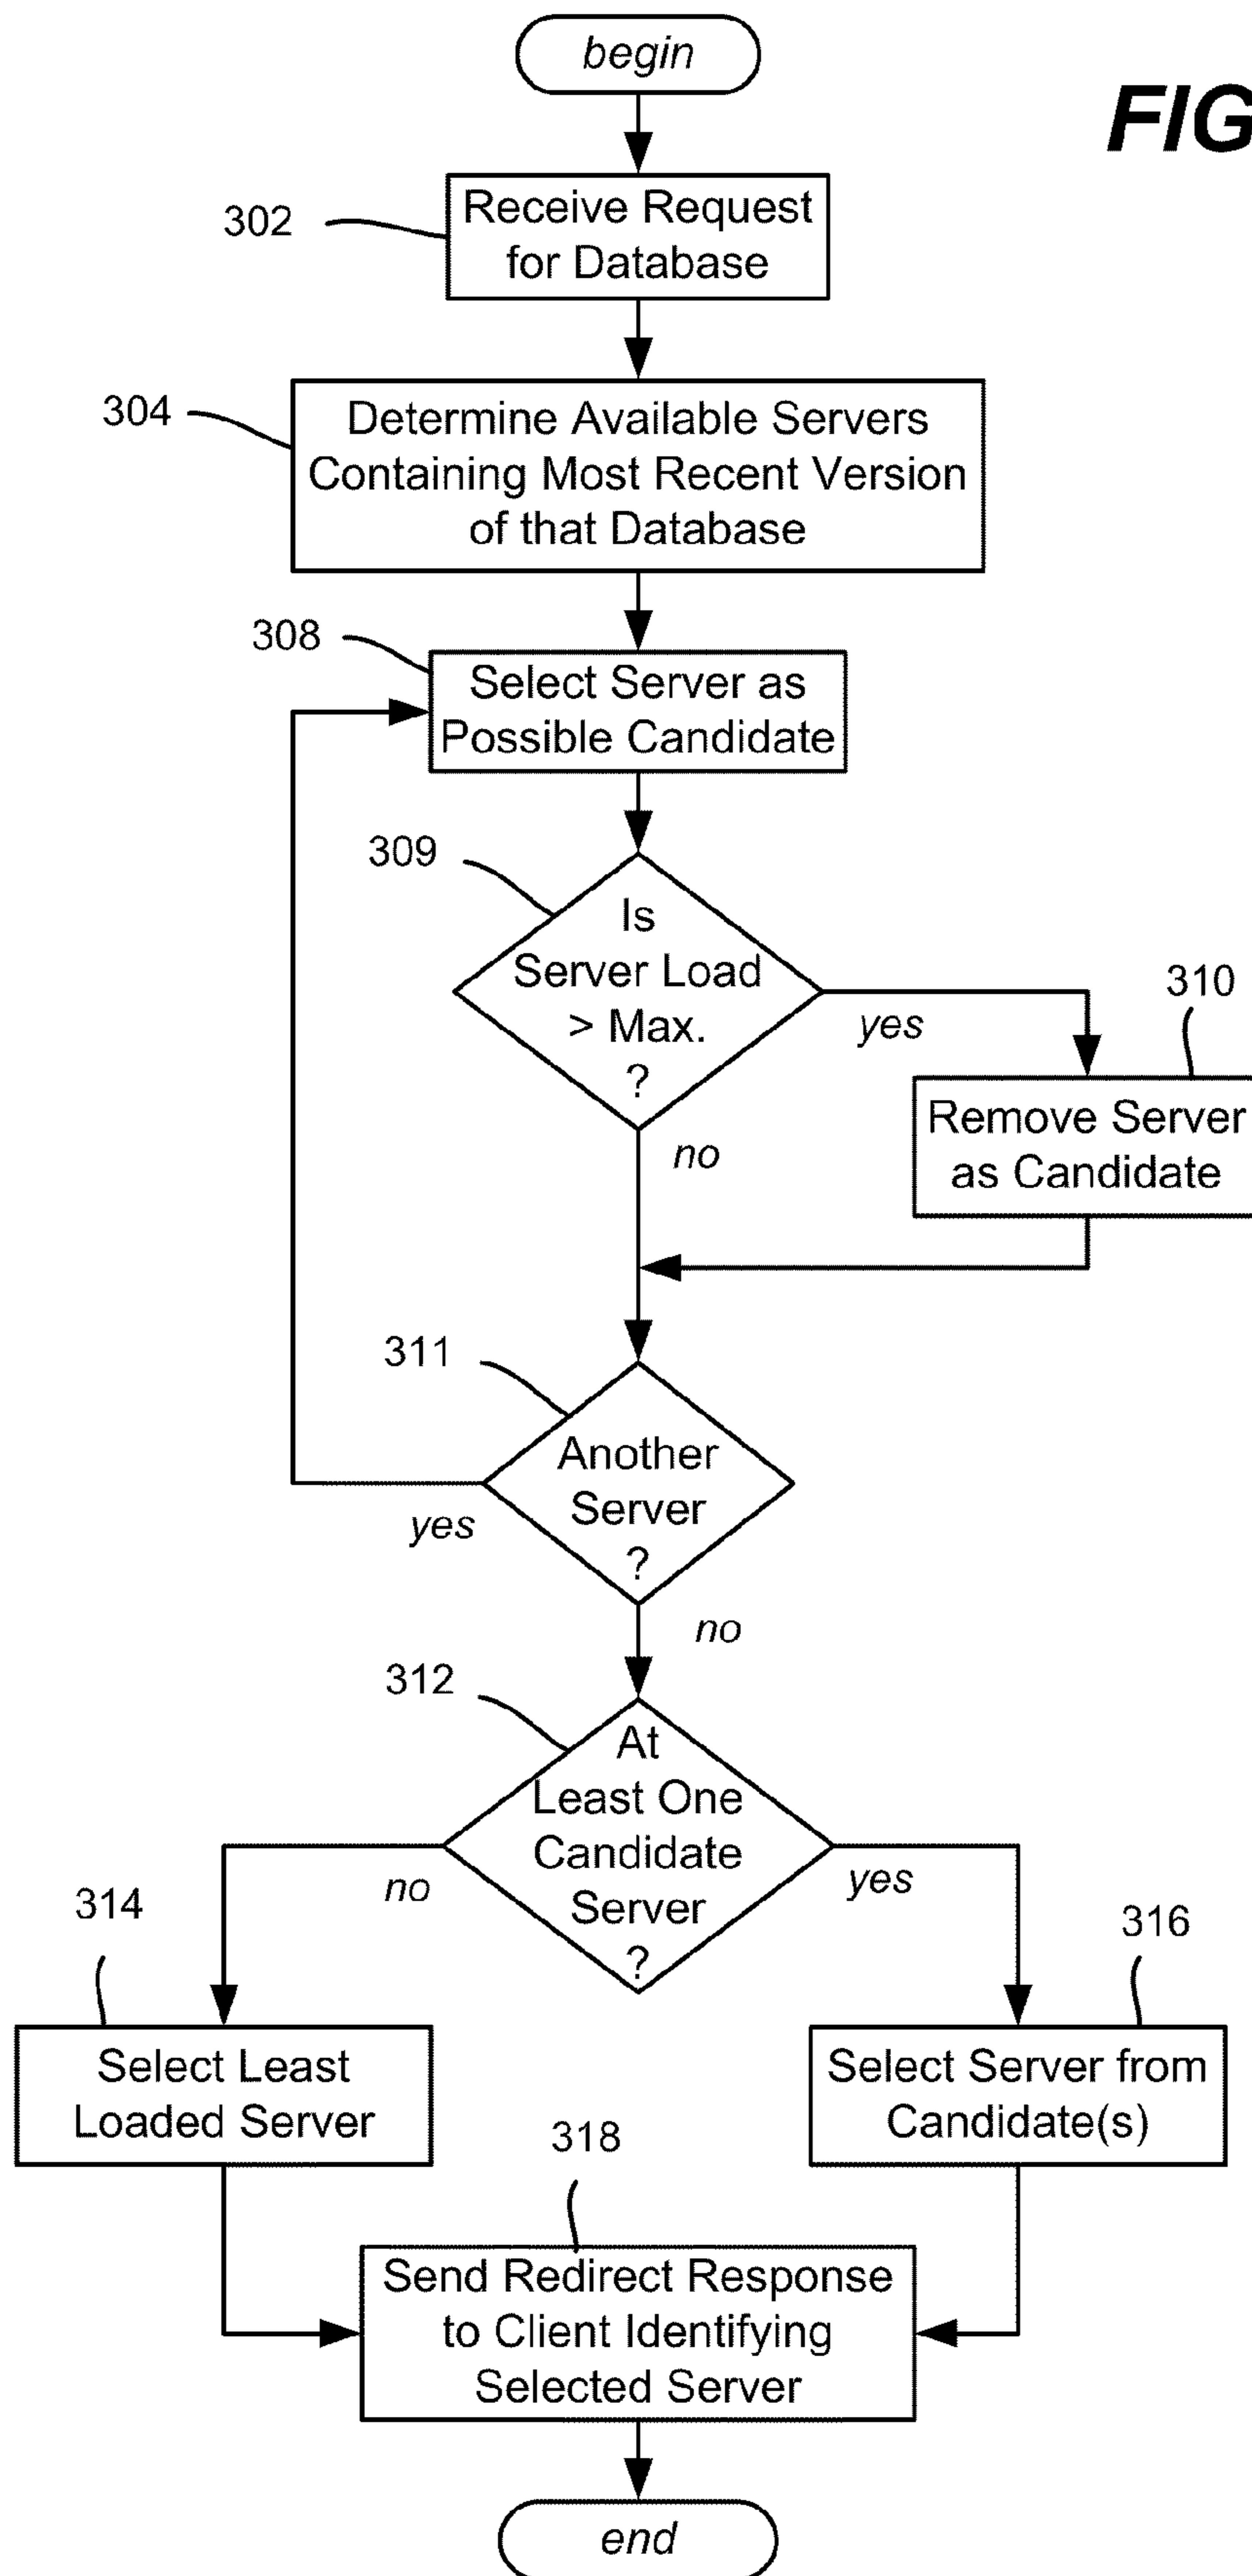 begin
FIG
302
Receive Request
for Database
304
Determine Available Servers
Containing Most Recent Version
of that Database
308
Select Server as
Possible Candidate
309
Is
Server Load
> Max.
?
yes
no
310
Remove Server
as Candidate
311
Another
Server
?
yes
no
312
At
Least One
Candidate
Server
?
no
yes
314
Select Least
Loaded Server
316
Select Server from
Candidate(s)
318
Send Redirect Response
to Client Identifying
Selected Server
end